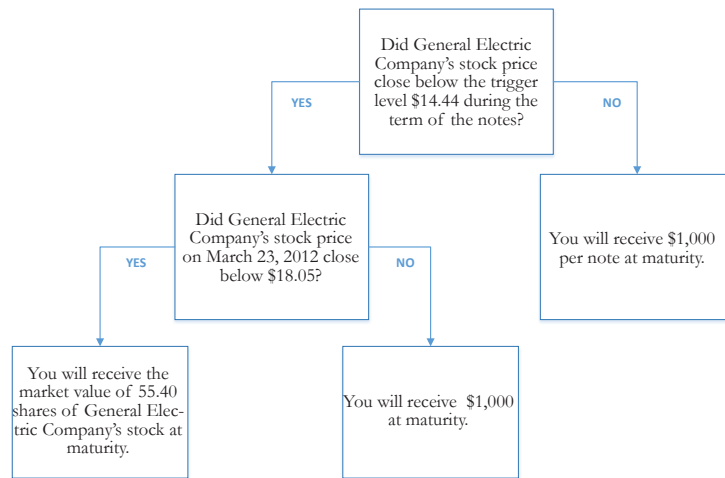 Did General Electric
Company's stock price
close below the trigger
level $14.44 during the
term of the notes?
YES
NO
Did General Electric
Company's stock price
on March 23, 2012 close
below $18.05?
You will receive $1,000
per note at maturity.
YES
NO
You will receive the
market value of 55.40
shares of General Elec-
tric Company's stock at
maturity.
You will receive $1,000
at maturity.